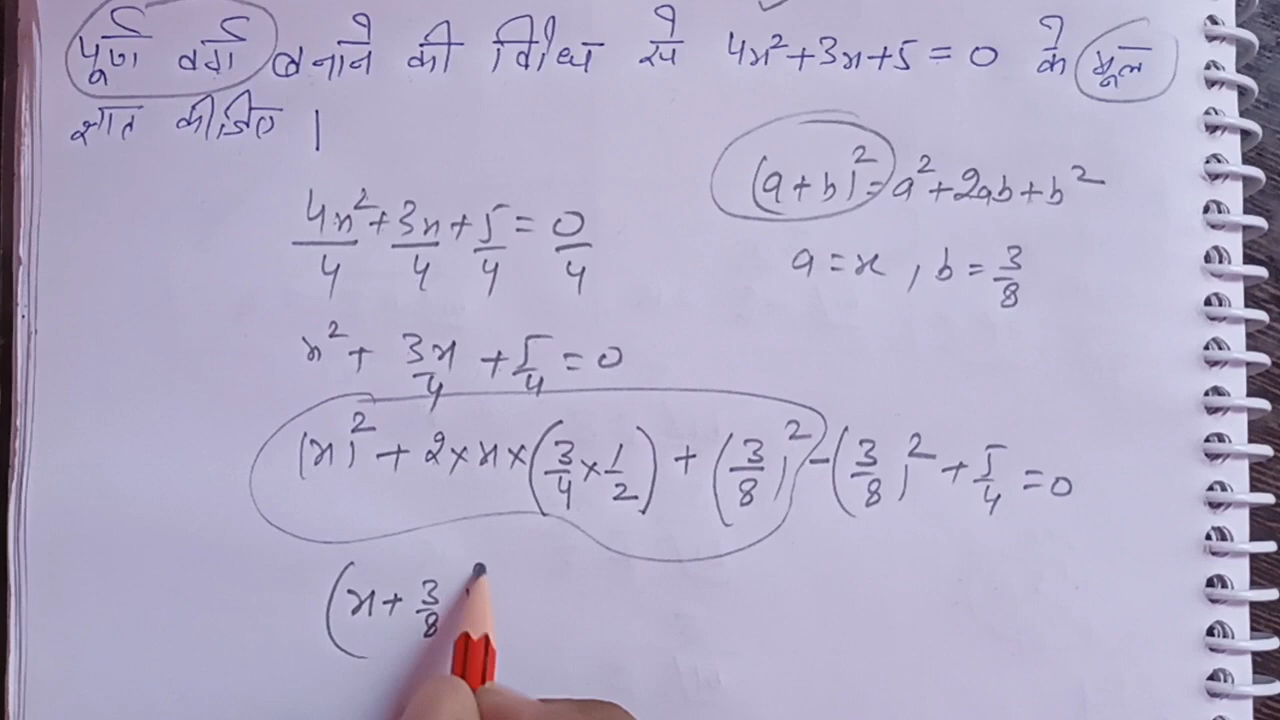 पूर्ण वर्ग बनाने की विधि से 4x²+3x+5=0 के मूल
ज्ञात कीजिए।
(a+b)²=a²+2ab+b²
a=x, b=3/8
4x²/4+3x/4+5/4=0/4
x²+3x/4+5/4=0
(x)²+2×x×(3/4×1/2)+(3/8)²-(3/8)²+5/4=0
(x+3/8